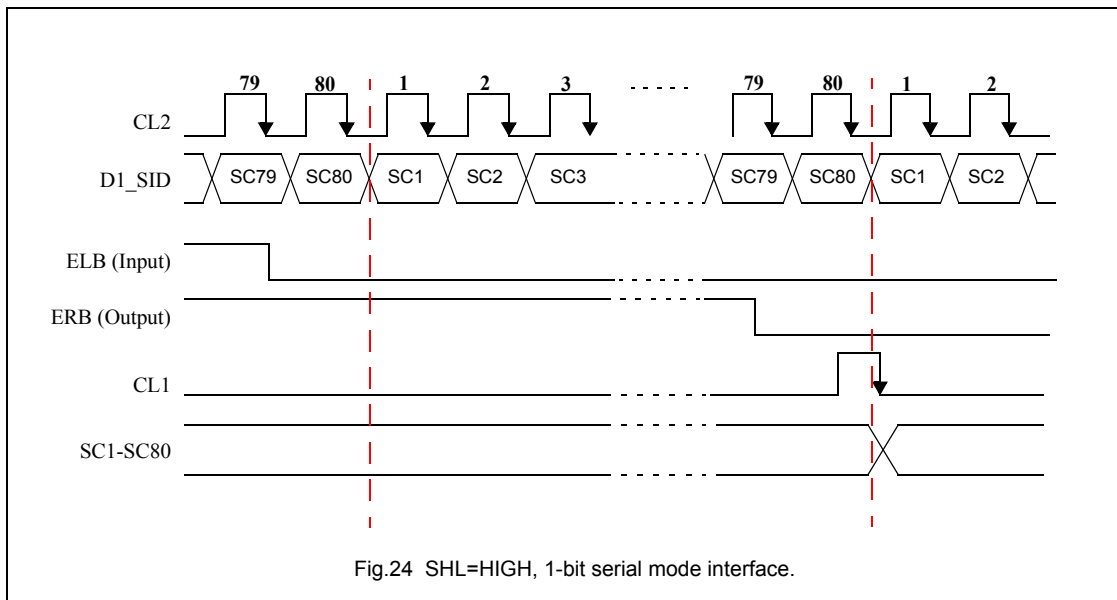 79 80 1 2 3 79 80 1 2
CL2
D1_SID SC79 SC80 SC1 SC2 SC3 SC79 SC80 SC1 SC2
ELB (Input)
ERB (Output)
CL1
SC1-SC80
Fig.24 SHL=HIGH, 1-bit serial mode interface.